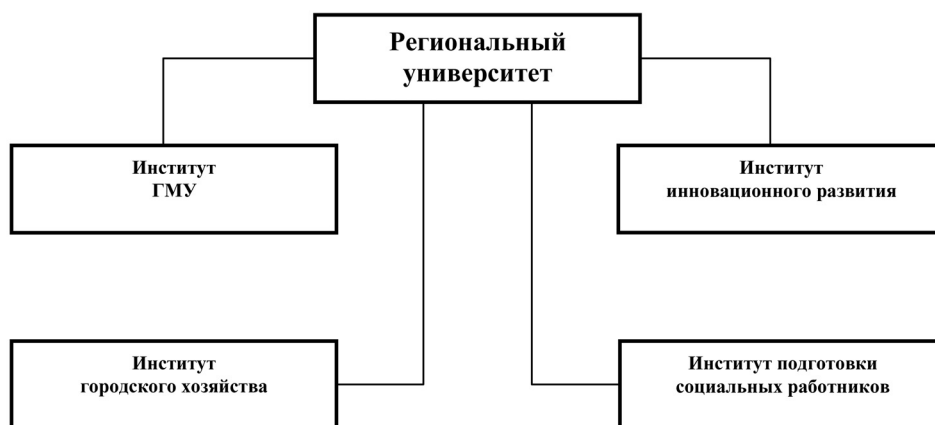 Региональный
университет
Институт
ГМУ
Институт
инновационного развития
Институт
городского хозяйства
Институт подготовки
социальных работников